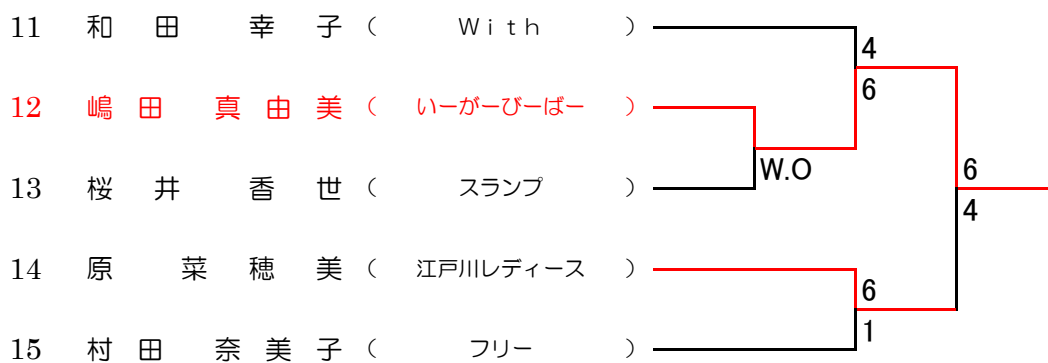 11 和田 幸子 ( With )
4
12 嶋田 真由美 ( いーがーびーばー )
6
W.O
13 桜井 香世 ( スランプ )
6
4
14 原 菜穂美 ( 江戸川レディース )
6
1
15 村田 奈美子 ( フリー )